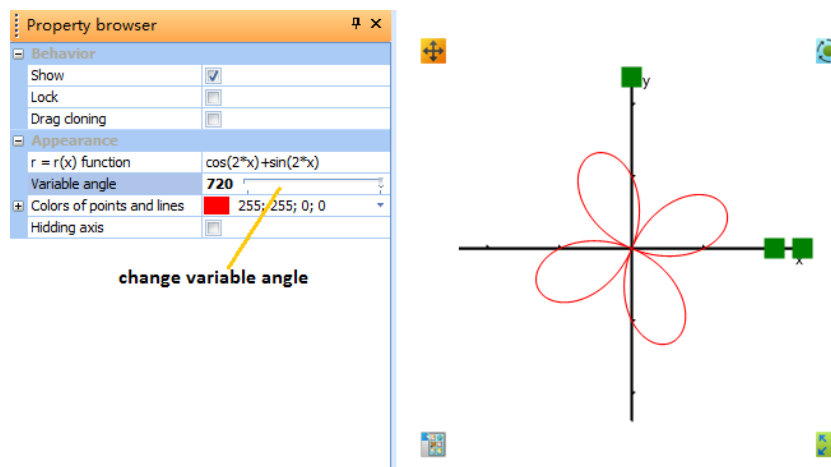 Property browser
Behavior
Show
Lock
Drag cloning
Appearance
r = r(x) function cos(2*x)+sin(2*x)
Variable angle 720
Colors of points and lines 255; 255; 0; 0
Hidding axis
change variable angle
y
x